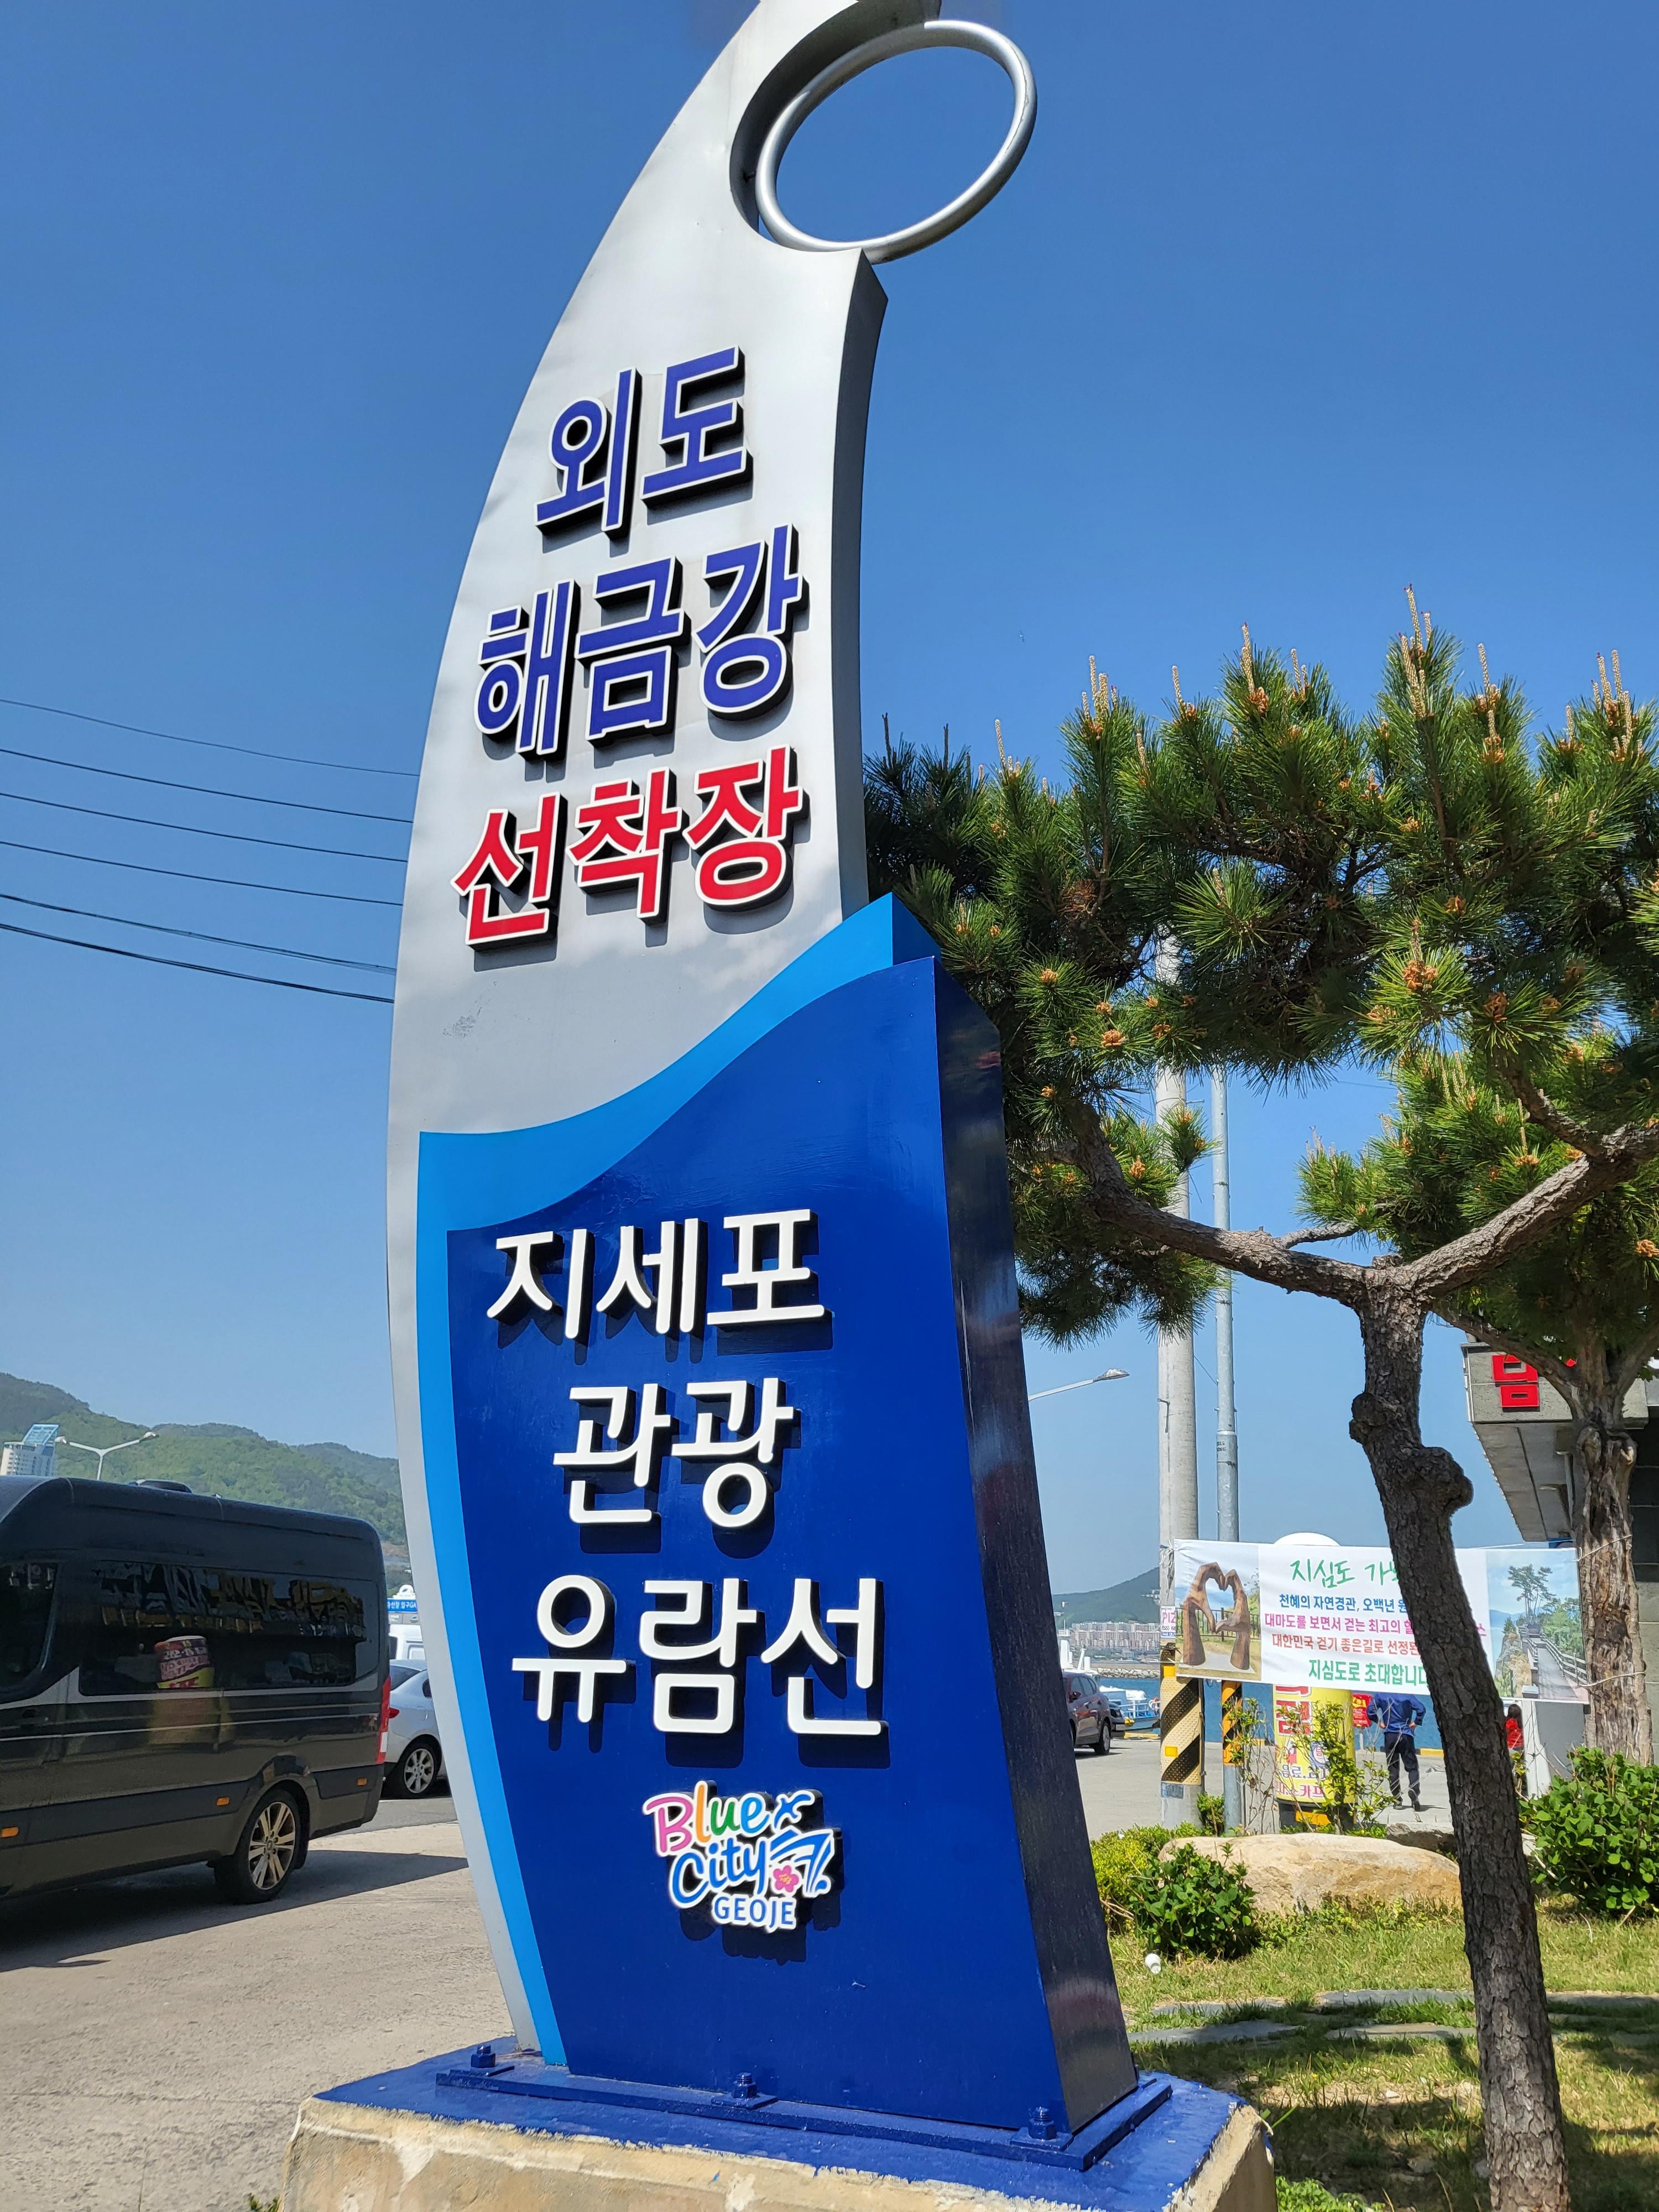 외도
해금강
선착장
지세포
관광
유람선
Blue
City
GEOJE
지심도
천혜의 자연경관, 오백년
대마도를 보면서 걷는 최고의
대한민국 걷기 좋은길로
지심도로 초대합니다